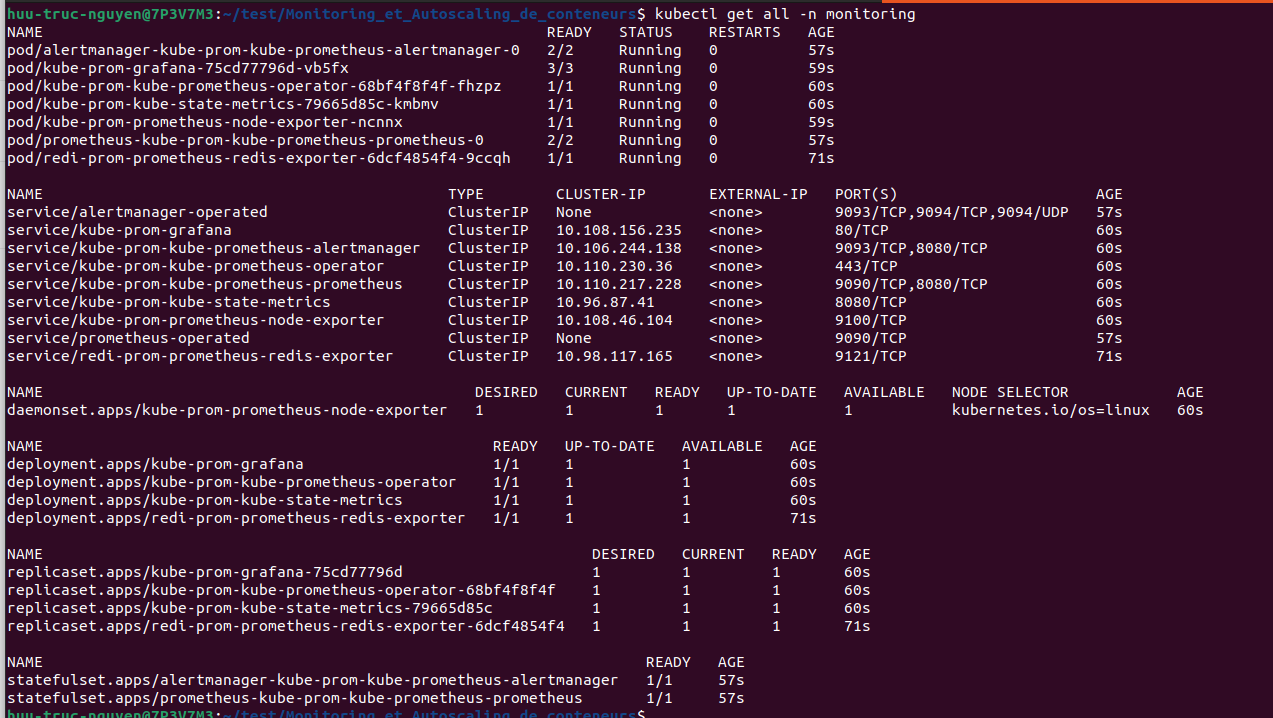 huu-truc-nguyen@7P3V7M3:~/test/Monitoring_et_Autoscaling_de_conteneurs$ kubectl get all -n monitoring
NAME READY STATUS RESTARTS AGE
pod/alertmanager-kube-prom-kube-prometheus-alertmanager-0 2/2 Running 0 57s
pod/kube-prom-grafana-75cd77796d-vb5fx 3/3 Running 0 59s
pod/kube-prom-kube-prometheus-operator-68bf4f8f4f-fhzpz 1/1 Running 0 60s
pod/kube-prom-kube-state-metrics-79665d85c-kmbmv 1/1 Running 0 60s
pod/kube-prom-prometheus-node-exporter-ncnnx 1/1 Running 0 59s
pod/prometheus-kube-prom-kube-prometheus-prometheus-0 2/2 Running 0 57s
pod/redi-prom-prometheus-redis-exporter-6dcf4854f4-9ccqh 1/1 Running 0 71s
NAME TYPE CLUSTER-IP EXTERNAL-IP PORT(S) AGE
service/alertmanager-operated ClusterIP None <none> 9093/TCP,9094/TCP,9094/UDP 57s
service/kube-prom-grafana ClusterIP 10.108.156.235 <none> 80/TCP 60s
service/kube-prom-kube-prometheus-alertmanager ClusterIP 10.106.244.138 <none> 9093/TCP,8080/TCP 60s
service/kube-prom-kube-prometheus-operator ClusterIP 10.110.230.36 <none> 443/TCP 60s
service/kube-prom-kube-prometheus-prometheus ClusterIP 10.110.217.228 <none> 9090/TCP,8080/TCP 60s
service/kube-prom-kube-state-metrics ClusterIP 10.96.87.41 <none> 8080/TCP 60s
service/kube-prom-prometheus-node-exporter ClusterIP 10.108.46.104 <none> 9100/TCP 60s
service/prometheus-operated ClusterIP None <none> 9090/TCP 57s
service/redi-prom-prometheus-redis-exporter ClusterIP 10.98.117.165 <none> 9121/TCP 71s
NAME DESIRED CURRENT READY UP-TO-DATE AVAILABLE NODE SELECTOR AGE
daemonset.apps/kube-prom-prometheus-node-exporter 1 1 1 1 1 kubernetes.io/os=linux 60s
NAME READY UP-TO-DATE AVAILABLE AGE
deployment.apps/kube-prom-grafana 1/1 1 1 60s
deployment.apps/kube-prom-kube-prometheus-operator 1/1 1 1 60s
deployment.apps/kube-prom-kube-state-metrics 1/1 1 1 60s
deployment.apps/redi-prom-prometheus-redis-exporter 1/1 1 1 71s
NAME DESIRED CURRENT READY AGE
replicaset.apps/kube-prom-grafana-75cd77796d 1 1 1 60s
replicaset.apps/kube-prom-kube-prometheus-operator-68bf4f8f4f 1 1 1 60s
replicaset.apps/kube-prom-kube-state-metrics-79665d85c 1 1 1 60s
replicaset.apps/redi-prom-prometheus-redis-exporter-6dcf4854f4 1 1 1 71s
NAME READY AGE
statefulset.apps/alertmanager-kube-prom-kube-prometheus-alertmanager 1/1 57s
statefulset.apps/prometheus-kube-prom-kube-prometheus-prometheus 1/1 57s
huu-truc-nguyen@7P3V7M3:~/test/Monitoring_et_Autoscaling_de_conteneurs$